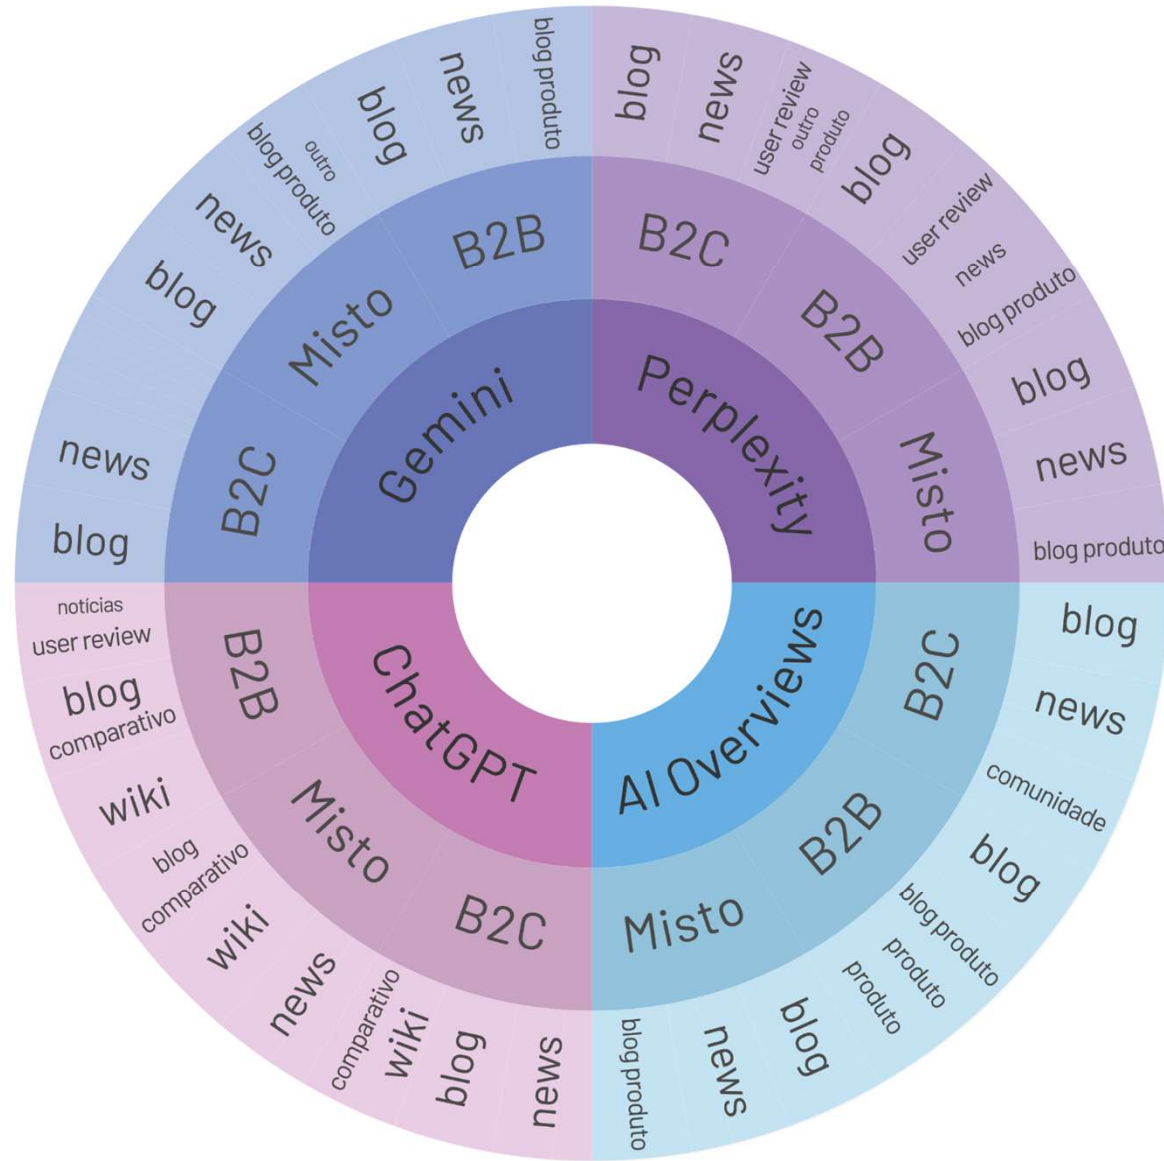 Perplexity
B2C
blog
news
user review
outro
produto
B2B
blog
user review
news
blog produto
Misto
blog
news
blog produto
AI Overviews
B2C
blog
news
comunidade
B2B
blog
blog produto
produto
produto
Misto
blog
news
blog produto
ChatGPT
B2C
news
blog
wiki
comparativo
Misto
news
wiki
comparativo
blog
B2B
wiki
comparativo
blog
user review
notícias
Gemini
B2C
blog
news
Misto
blog
news
blog produto
outro
B2B
blog
news
blog produto